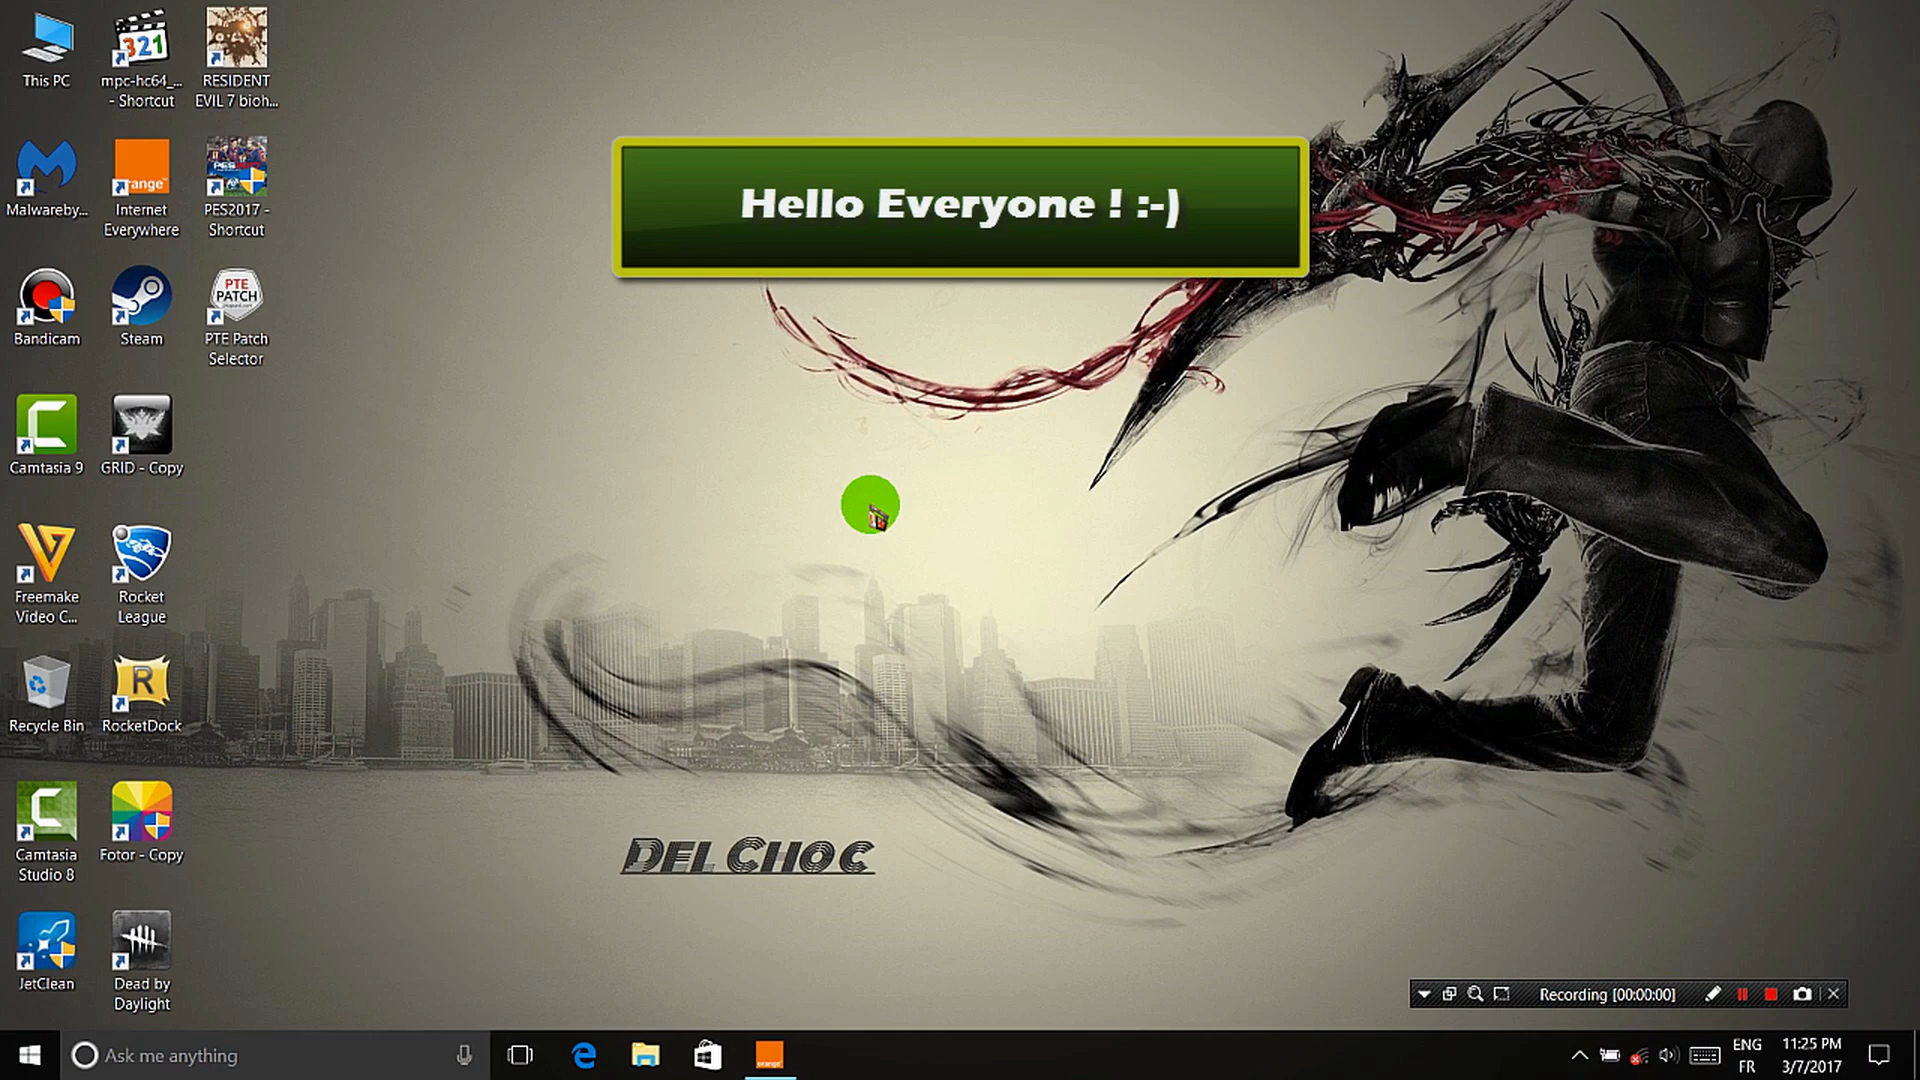 This PC
mpc-hc64_...
- Shortcut
321
RESIDENT
EVIL 7 bioh...
Malwareby...
orange
Internet
Everywhere
PES2017 -
Shortcut
Bandicam
Steam
PTE
PATCH
PTE Patch
Selector
Camtasia 9
GRID - Copy
Freemake
Video C...
Rocket
League
Recycle Bin
R
RocketDock
Camtasia
Studio 8
Fotor - Copy
JetClean
Dead by
Daylight
Hello Everyone ! :-)
DEL CHOC
Recording [00:00:00]
Ask me anything
orange
ENG
FR
11:25 PM
3/7/2017